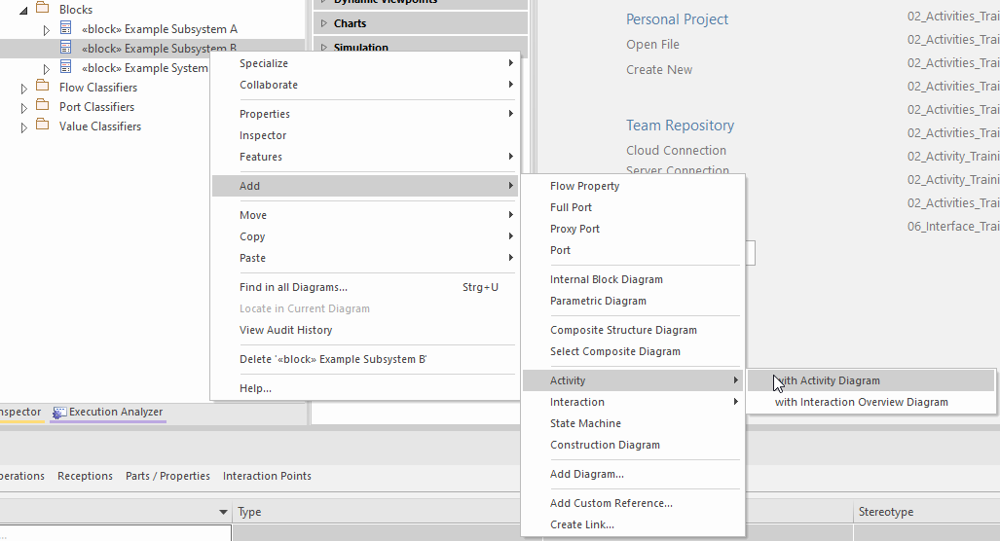 Blocks
«block» Example Subsystem A
«block» Example Subsystem B
«block» Example System
Flow Classifiers
Port Classifiers
Value Classifiers
Dynamic Viewpoints
Charts
Simulation
Specialize
Collaborate
Properties
Inspector
Features
Add
Move
Copy
Paste
Find in all Diagrams... Strg+U
Locate in Current Diagram
View Audit History
Delete '«block» Example Subsystem B'
Help...
Flow Property
Full Port
Proxy Port
Port
Internal Block Diagram
Parametric Diagram
Composite Structure Diagram
Select Composite Diagram
Activity
Interaction
State Machine
Construction Diagram
Add Diagram...
Add Custom Reference...
Create Link...
with Activity Diagram
with Interaction Overview Diagram
Personal Project
Open File
Create New
Team Repository
Cloud Connection
Server Connection
02_Activities_Trai
02_Activities_Trai
02_Activities_Trai
02_Activities_Trai
02_Activities_Trai
02_Activities_Trai
02_Activity_Traini
02_Activity_Traini
02_Activities_Trai
06_Interface_Trai
nspector
Execution Analyzer
perations Receptions Parts / Properties Interaction Points
Type
Stereotype
...